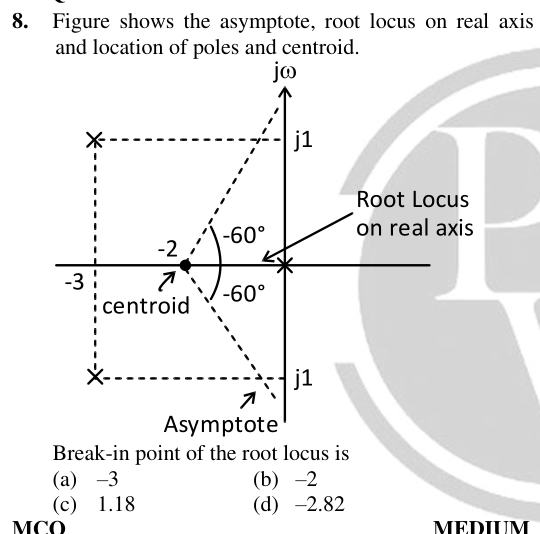 8. Figure shows the asymptote, root locus on real axis
and location of poles and centroid.
jω
j1
Root Locus
on real axis
-60°
-2
-3
-60°
centroid
j1
Asymptote
Break-in point of the root locus is
(a) –3 (b) –2
(c) 1.18 (d) –2.82
MCQ MEDIUM